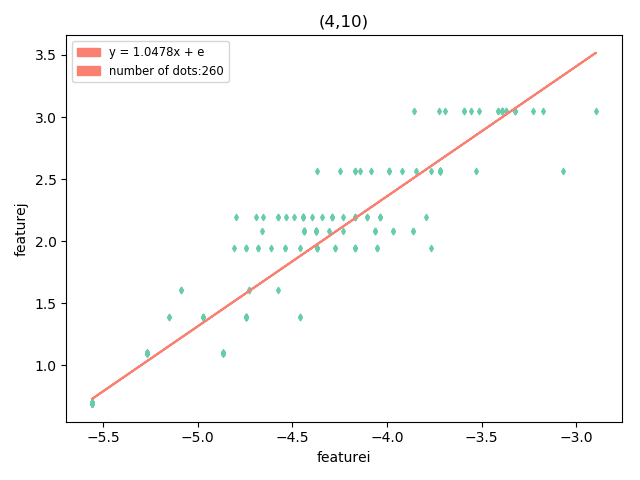 (4,10)
y = 1.0478x + e
number of dots:260
3.5
3.0
2.5
2.0
1.5
1.0
featurej
−5.5 −5.0 −4.5 −4.0 −3.5 −3.0
featurei